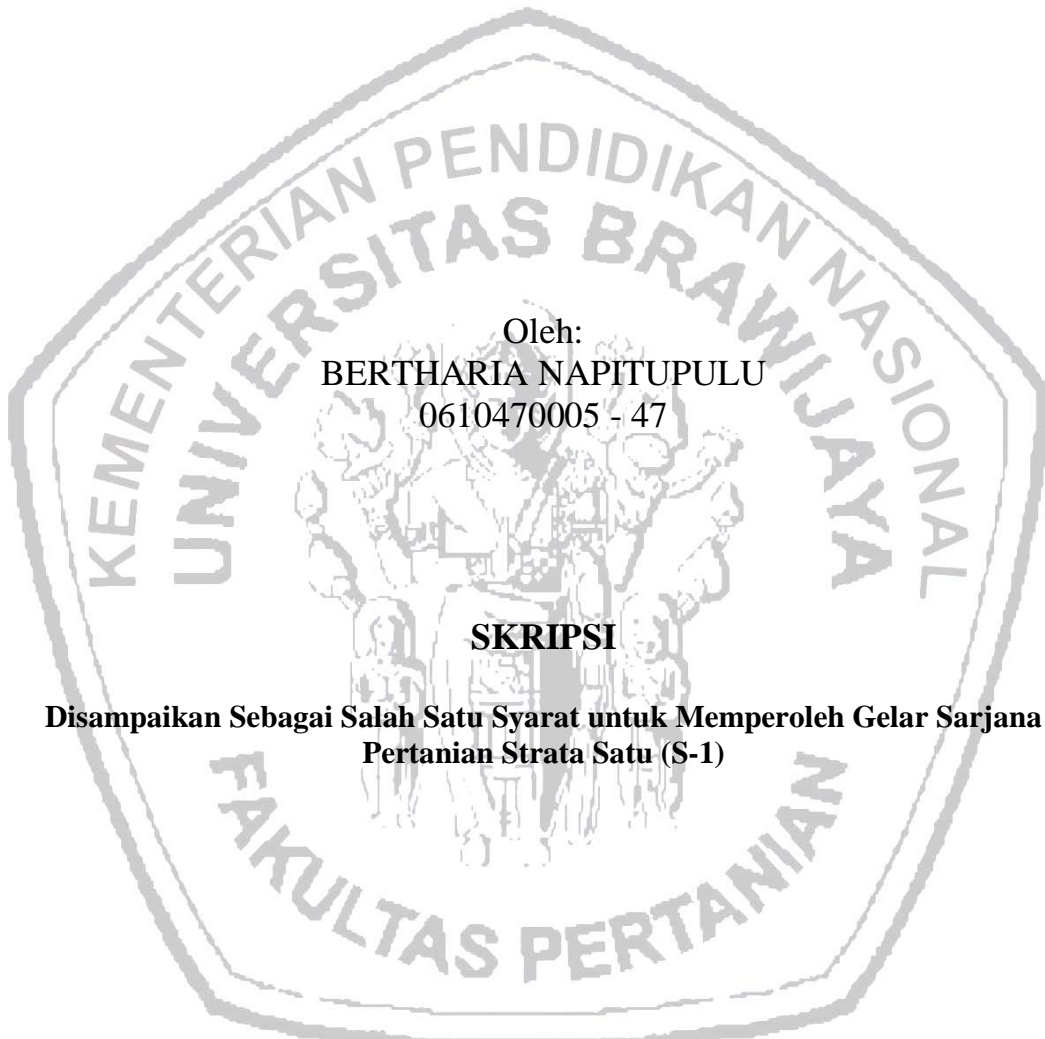 KEMENTERIAN PENDIDIKAN NASIONAL
UNIVERSITAS BRAWIJAYA
Oleh:
BERTHARIA NAPITUPULU
0610470005 - 47
SKRIPSI
Disampaikan Sebagai Salah Satu Syarat untuk Memperoleh Gelar Sarjana
Pertanian Strata Satu (S-1)
FAKULTAS PERTANIAN